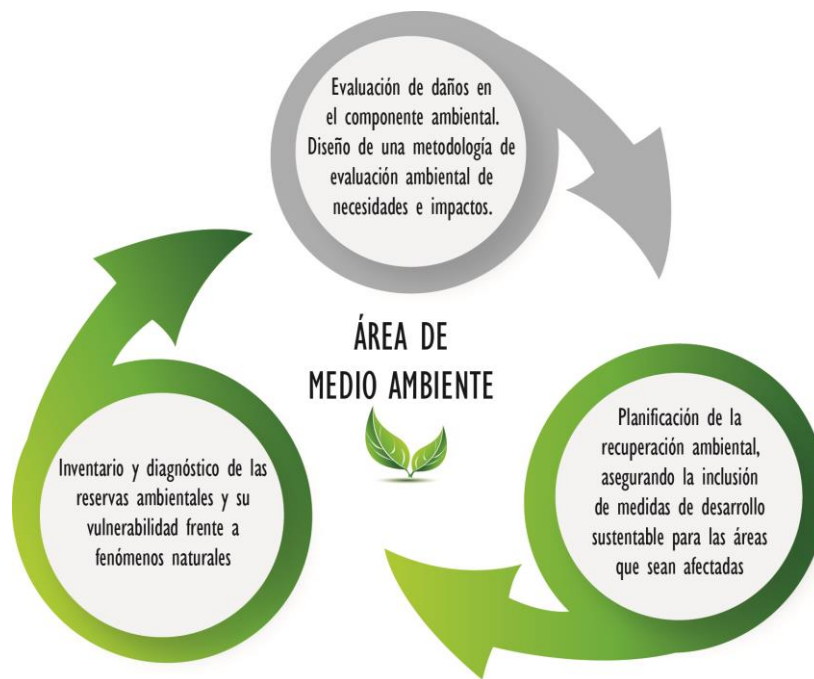 Evaluación de daños en
el componente ambiental.
Diseño de una metodología de
evaluación ambiental de
necesidades e impactos.
ÁREA DE
MEDIO AMBIENTE
Inventario y diagnóstico de las
reservas ambientales y su
vulnerabilidad frente a
fenómenos naturales
Planificación de la
recuperación ambiental,
asegurando la inclusión
de medidas de desarrollo
sustentable para las áreas
que sean afectadas